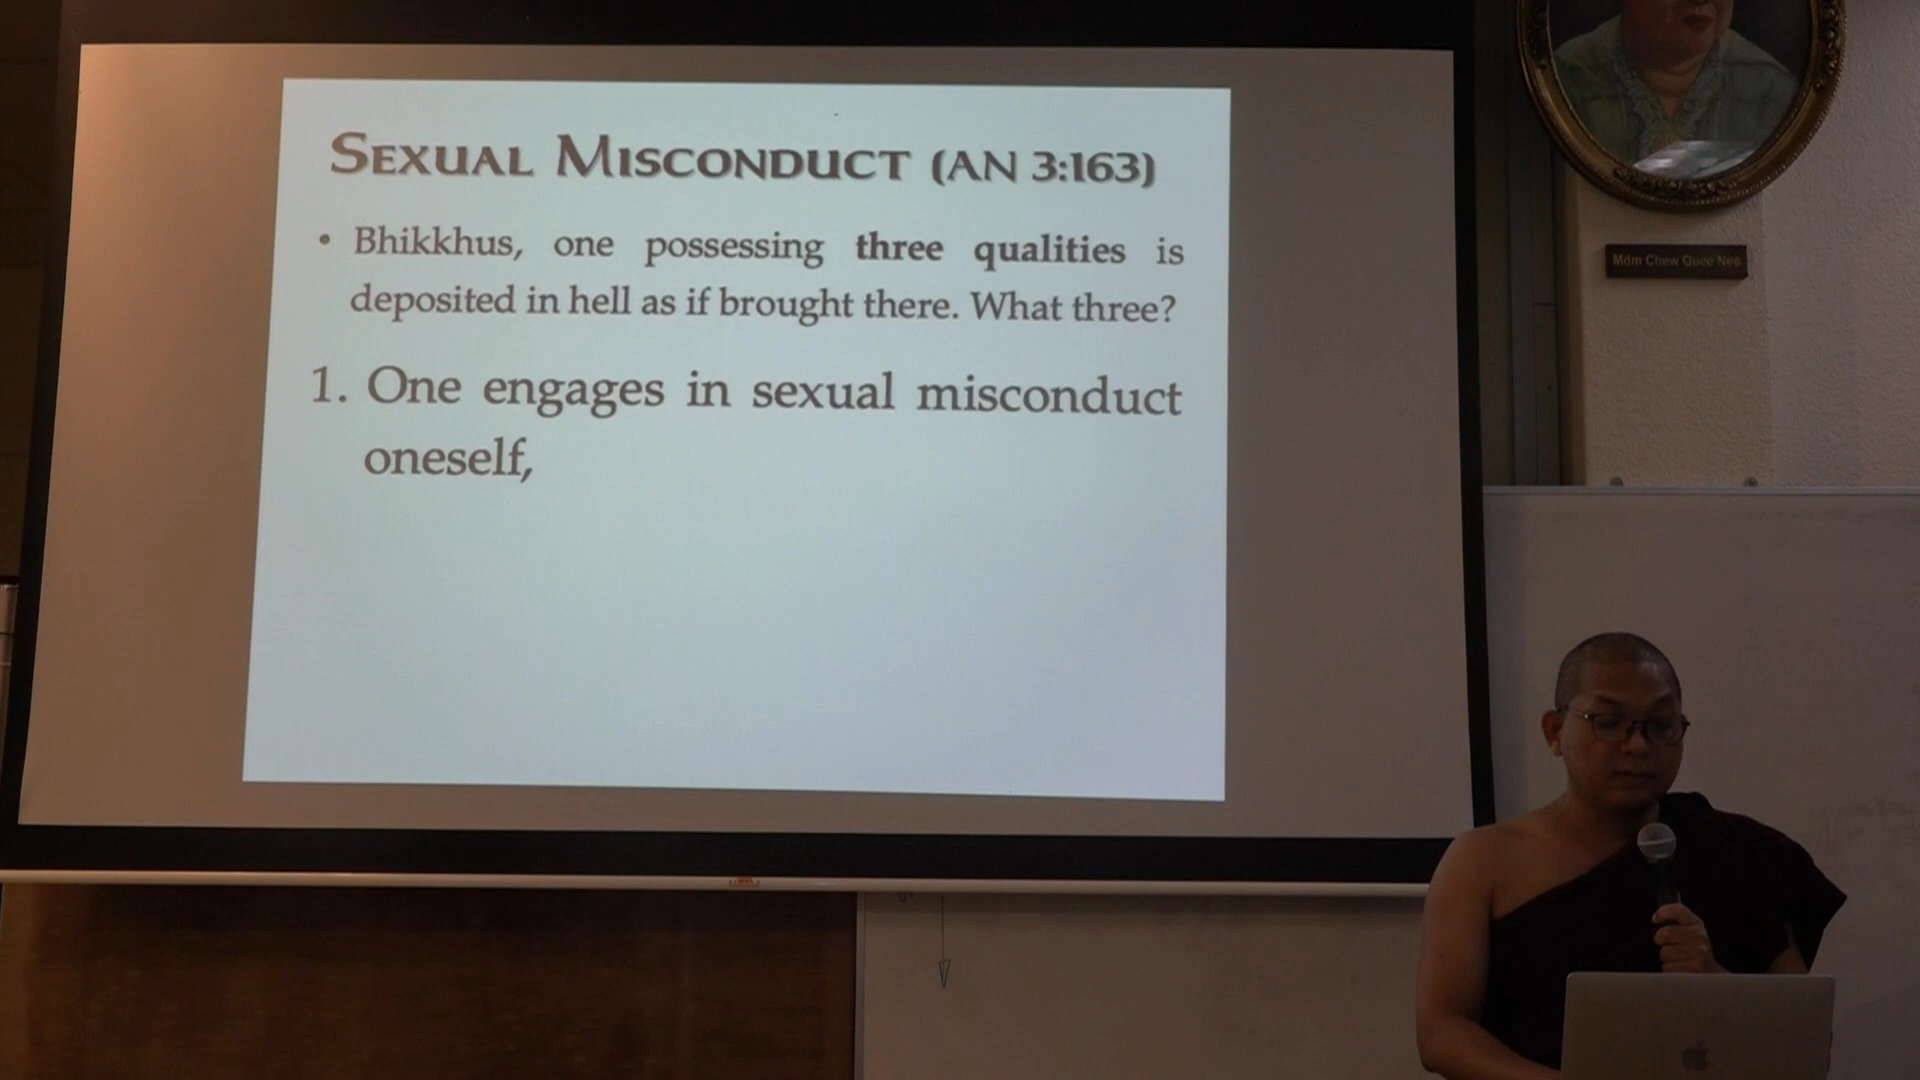 SEXUAL MISCONDUCT (AN 3:163)
• Bhikkhus, one possessing three qualities is
deposited in hell as if brought there. What three?
1. One engages in sexual misconduct
oneself,
Mdm Chew Quee Neo